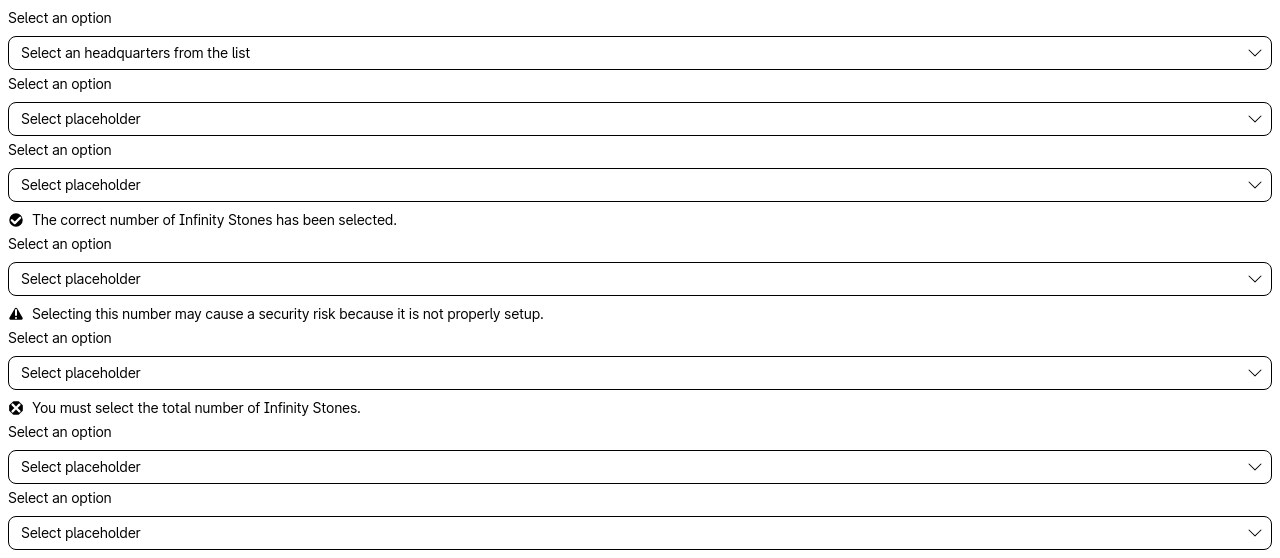 Select an option
Select an headquarters from the list
Select an option
Select placeholder
Select an option
Select placeholder
The correct number of Infinity Stones has been selected.
Select an option
Select placeholder
Selecting this number may cause a security risk because it is not properly setup.
Select an option
Select placeholder
You must select the total number of Infinity Stones.
Select an option
Select placeholder
Select an option
Select placeholder